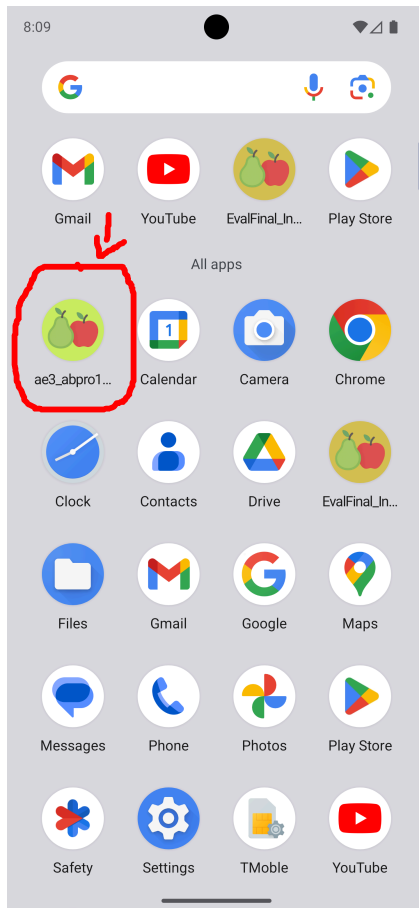 8:09
Gmail YouTube EvalFinal_In... Play Store
All apps
ae3_abpro1... Calendar Camera Chrome
1
Clock Contacts Drive EvalFinal_In...
Files Gmail Google Maps
Messages Phone Photos Play Store
Safety Settings TMoble YouTube